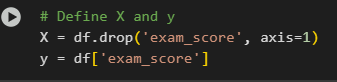 # Define X and y
X = df.drop('exam_score', axis=1)
y = df['exam_score']